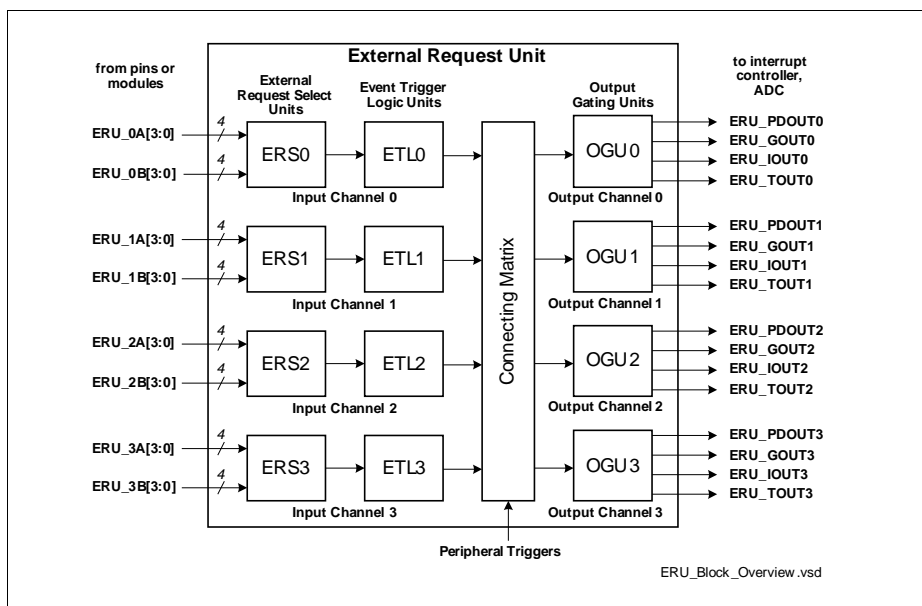 External Request Unit
from pins or
modules
External
Request Select
Units
Event Trigger
Logic Units
Output
Gating Units
to interrupt
controller,
ADC
ERU_0A[3:0]
4
ERU_0B[3:0]
4
ERS0
ETL0
OGU0
Input Channel 0
Output Channel 0
ERU_PDOUT0
ERU_GOUT0
ERU_IOUT0
ERU_TOUT0
ERU_1A[3:0]
4
ERU_1B[3:0]
4
ERS1
ETL1
OGU1
Input Channel 1
Output Channel 1
ERU_PDOUT1
ERU_GOUT1
ERU_IOUT1
ERU_TOUT1
Connecting Matrix
ERU_2A[3:0]
4
ERU_2B[3:0]
4
ERS2
ETL2
OGU2
Input Channel 2
Output Channel 2
ERU_PDOUT2
ERU_GOUT2
ERU_IOUT2
ERU_TOUT2
ERU_3A[3:0]
4
ERU_3B[3:0]
4
ERS3
ETL3
OGU3
Input Channel 3
Output Channel 3
ERU_PDOUT3
ERU_GOUT3
ERU_IOUT3
ERU_TOUT3
Peripheral Triggers
ERU_Block_Overview.vsd